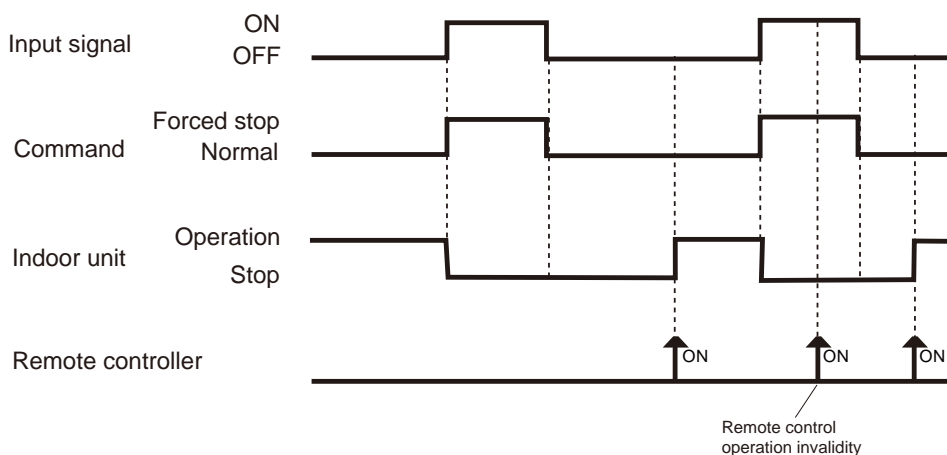 ON
Input signal
OFF
Forced stop
Command
Normal
Operation
Indoor unit
Stop
ON ON ON
Remote controller
Remote control
operation invalidity